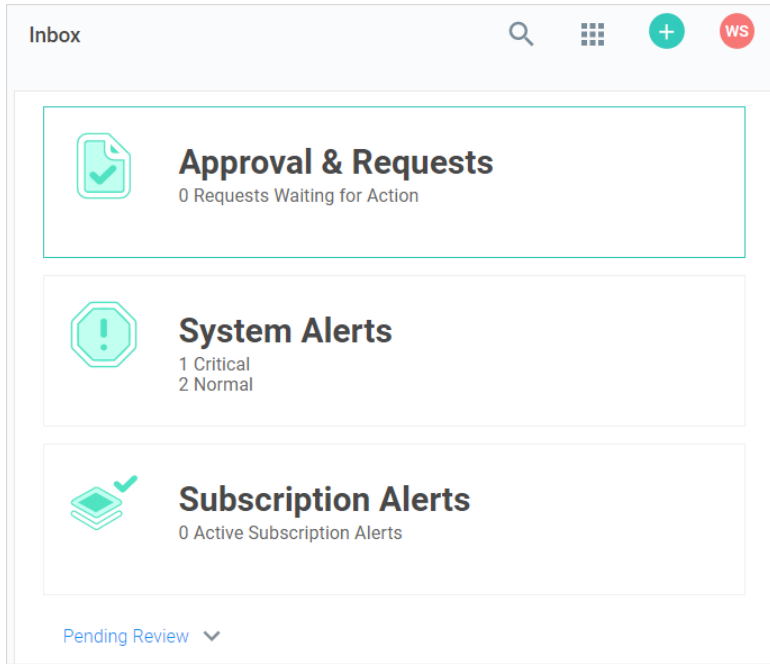 Inbox
+
WS
Approval & Requests
0 Requests Waiting for Action
System Alerts
1 Critical
2 Normal
Subscription Alerts
0 Active Subscription Alerts
Pending Review